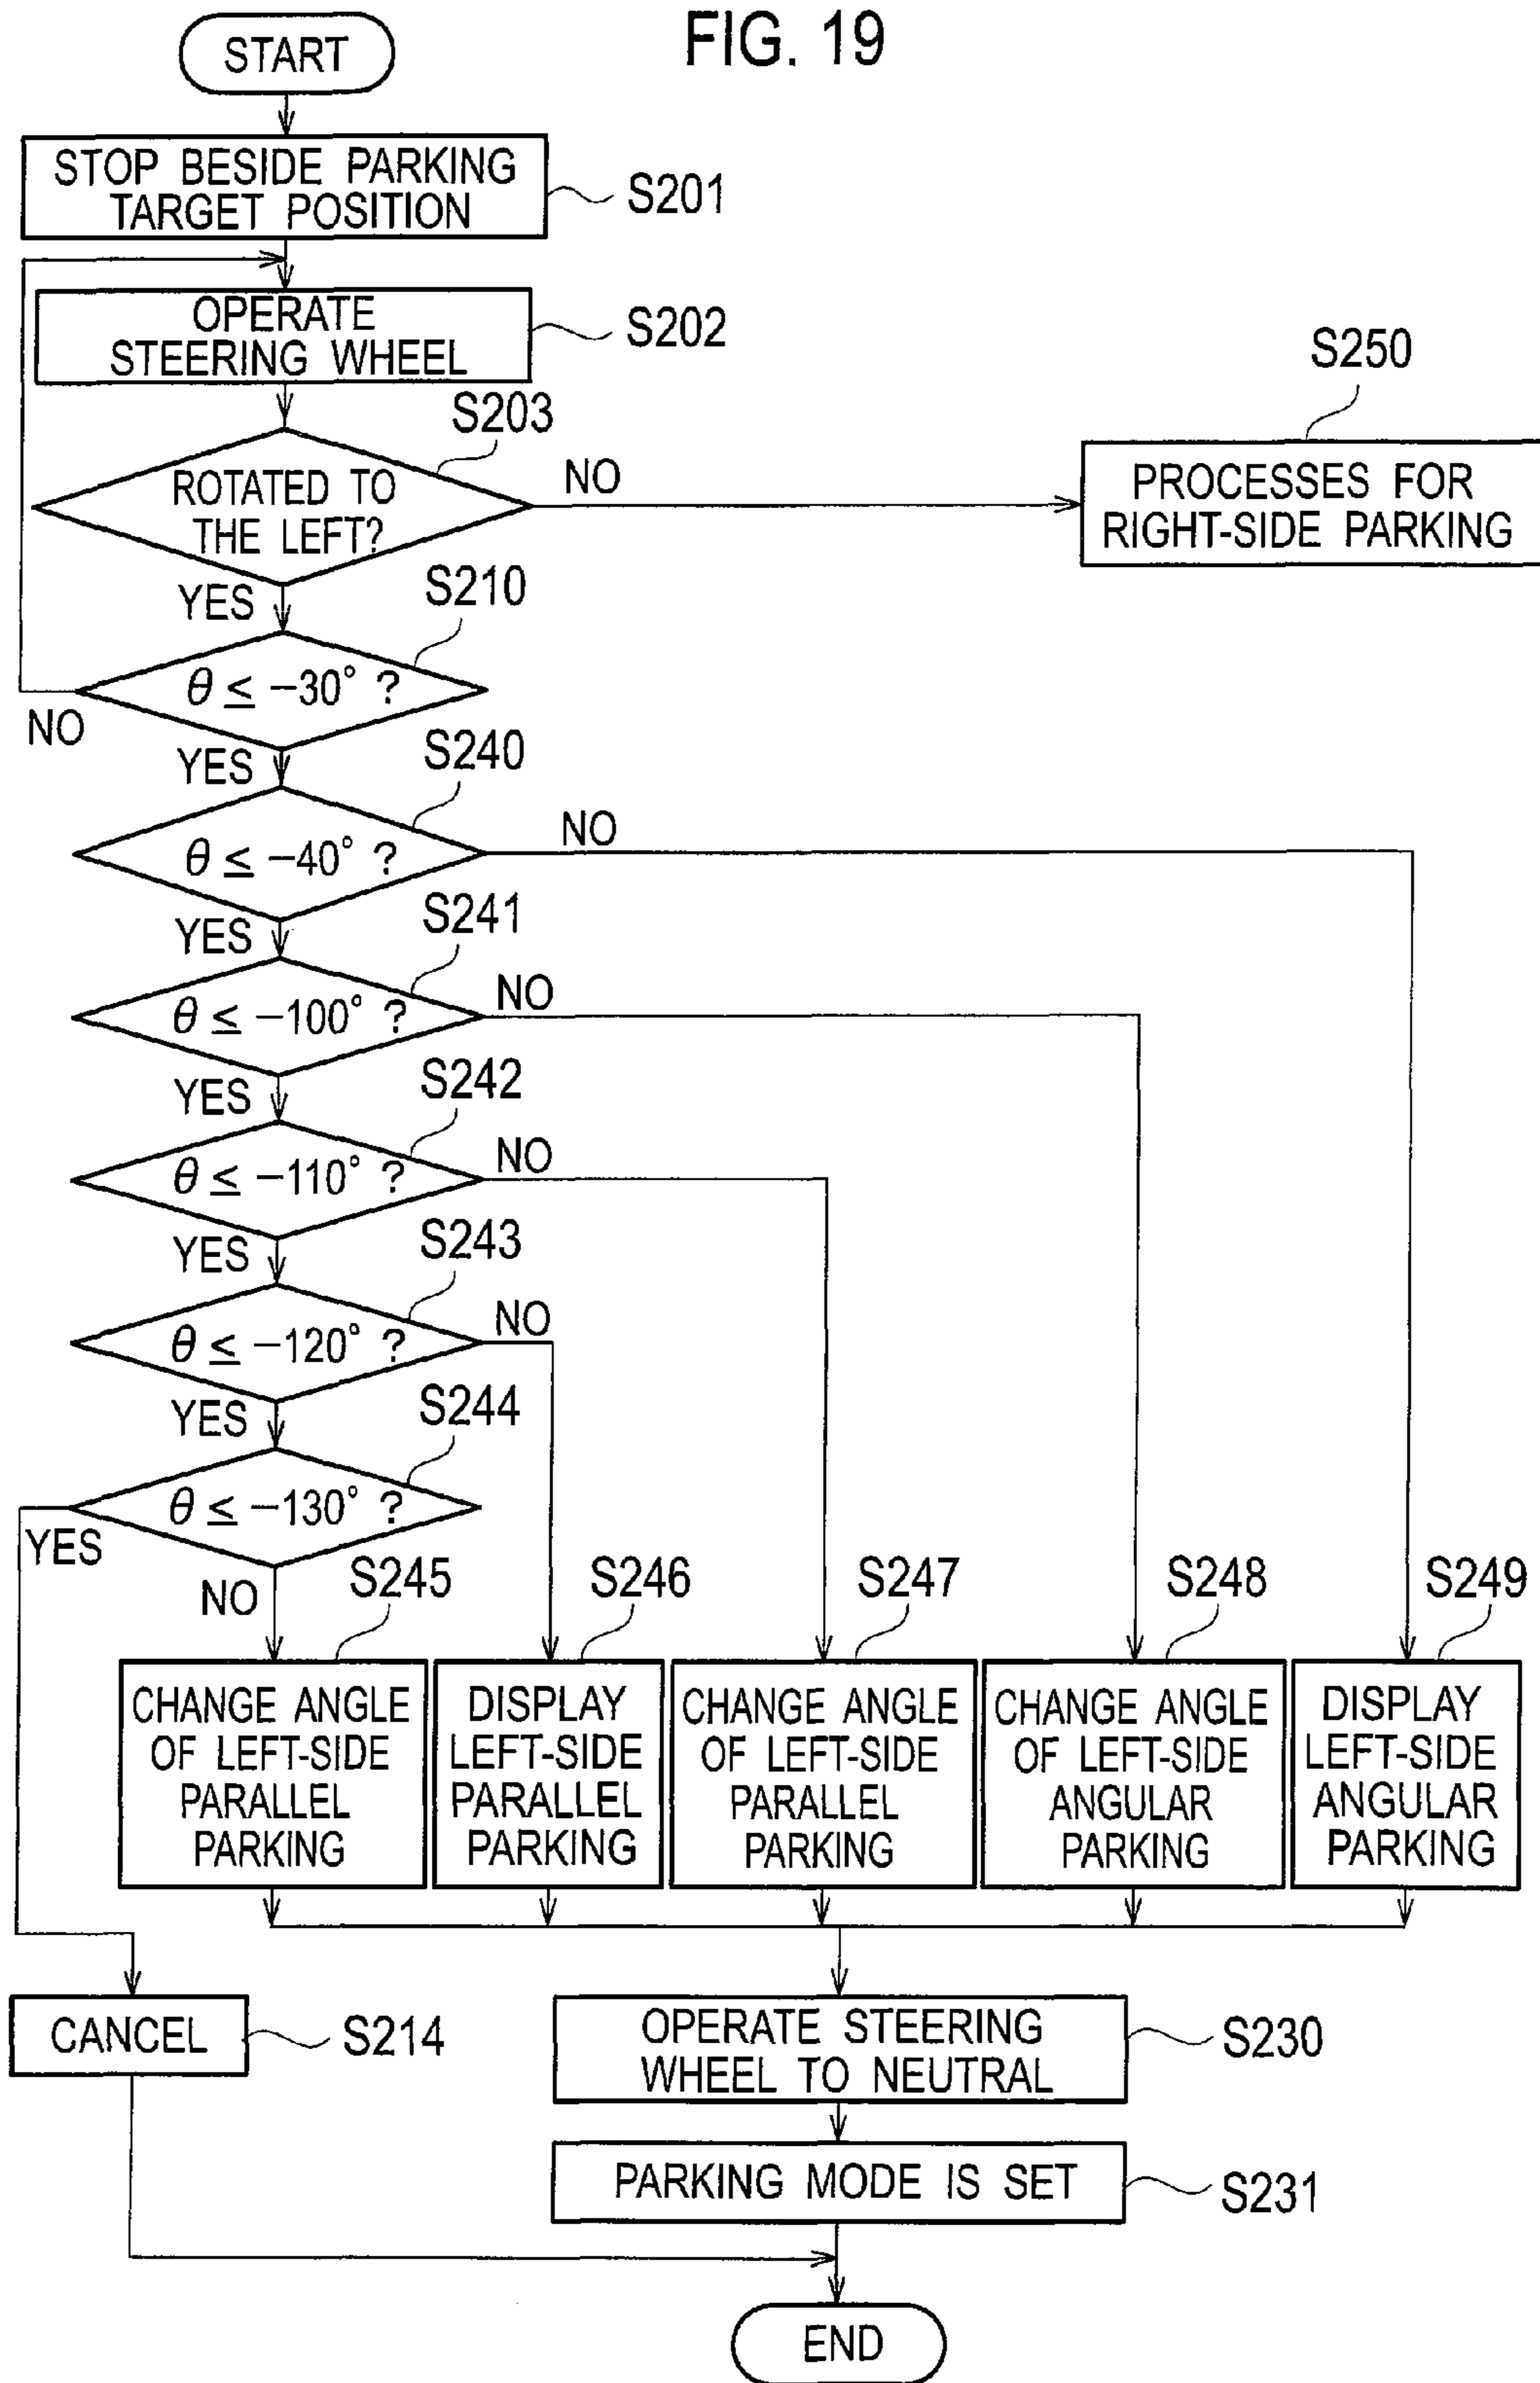 FIG. 19
START
STOP BESIDE PARKING
TARGET POSITION
S201
OPERATE
STEERING WHEEL
S202
S203
ROTATED TO
THE LEFT?
NO
S250
PROCESSES FOR
RIGHT-SIDE PARKING
YES
S210
θ ≤ −30° ?
NO
YES
S240
θ ≤ −40° ?
NO
YES
S241
θ ≤ −100° ?
NO
YES
S242
θ ≤ −110° ?
NO
YES
S243
θ ≤ −120° ?
NO
YES
S244
θ ≤ −130° ?
YES
NO
S245
CHANGE ANGLE
OF LEFT-SIDE
PARALLEL
PARKING
S246
DISPLAY
LEFT-SIDE
PARALLEL
PARKING
S247
CHANGE ANGLE
OF LEFT-SIDE
PARALLEL
PARKING
S248
CHANGE ANGLE
OF LEFT-SIDE
ANGULAR
PARKING
S249
DISPLAY
LEFT-SIDE
ANGULAR
PARKING
CANCEL
S214
OPERATE STEERING
WHEEL TO NEUTRAL
S230
PARKING MODE IS SET
S231
END